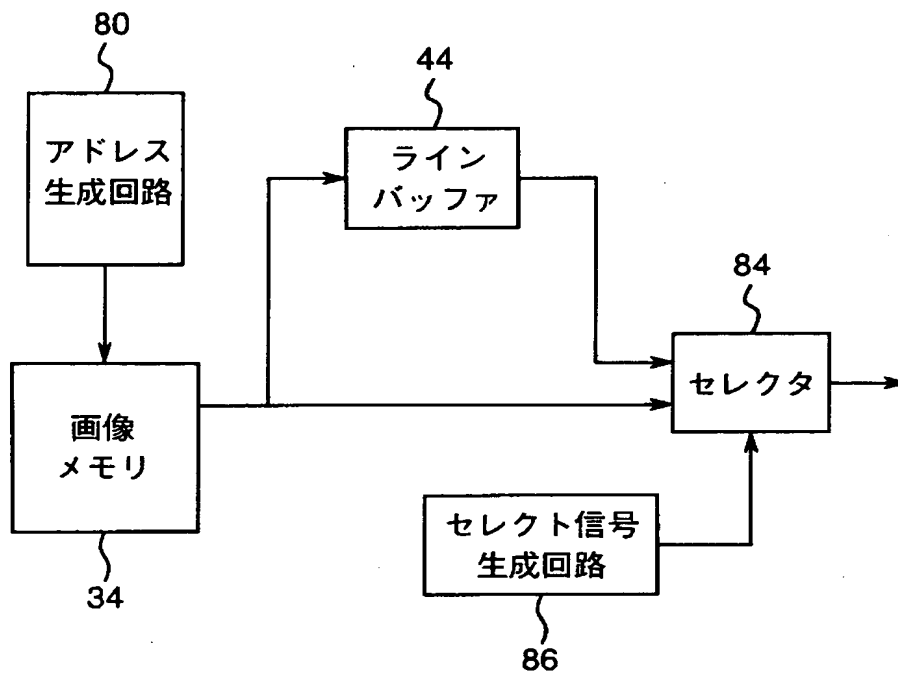 80
アドレス
生成回路
44
ライン
バッファ
84
セレクタ
画像
メモリ
34
セレクト信号
生成回路
86